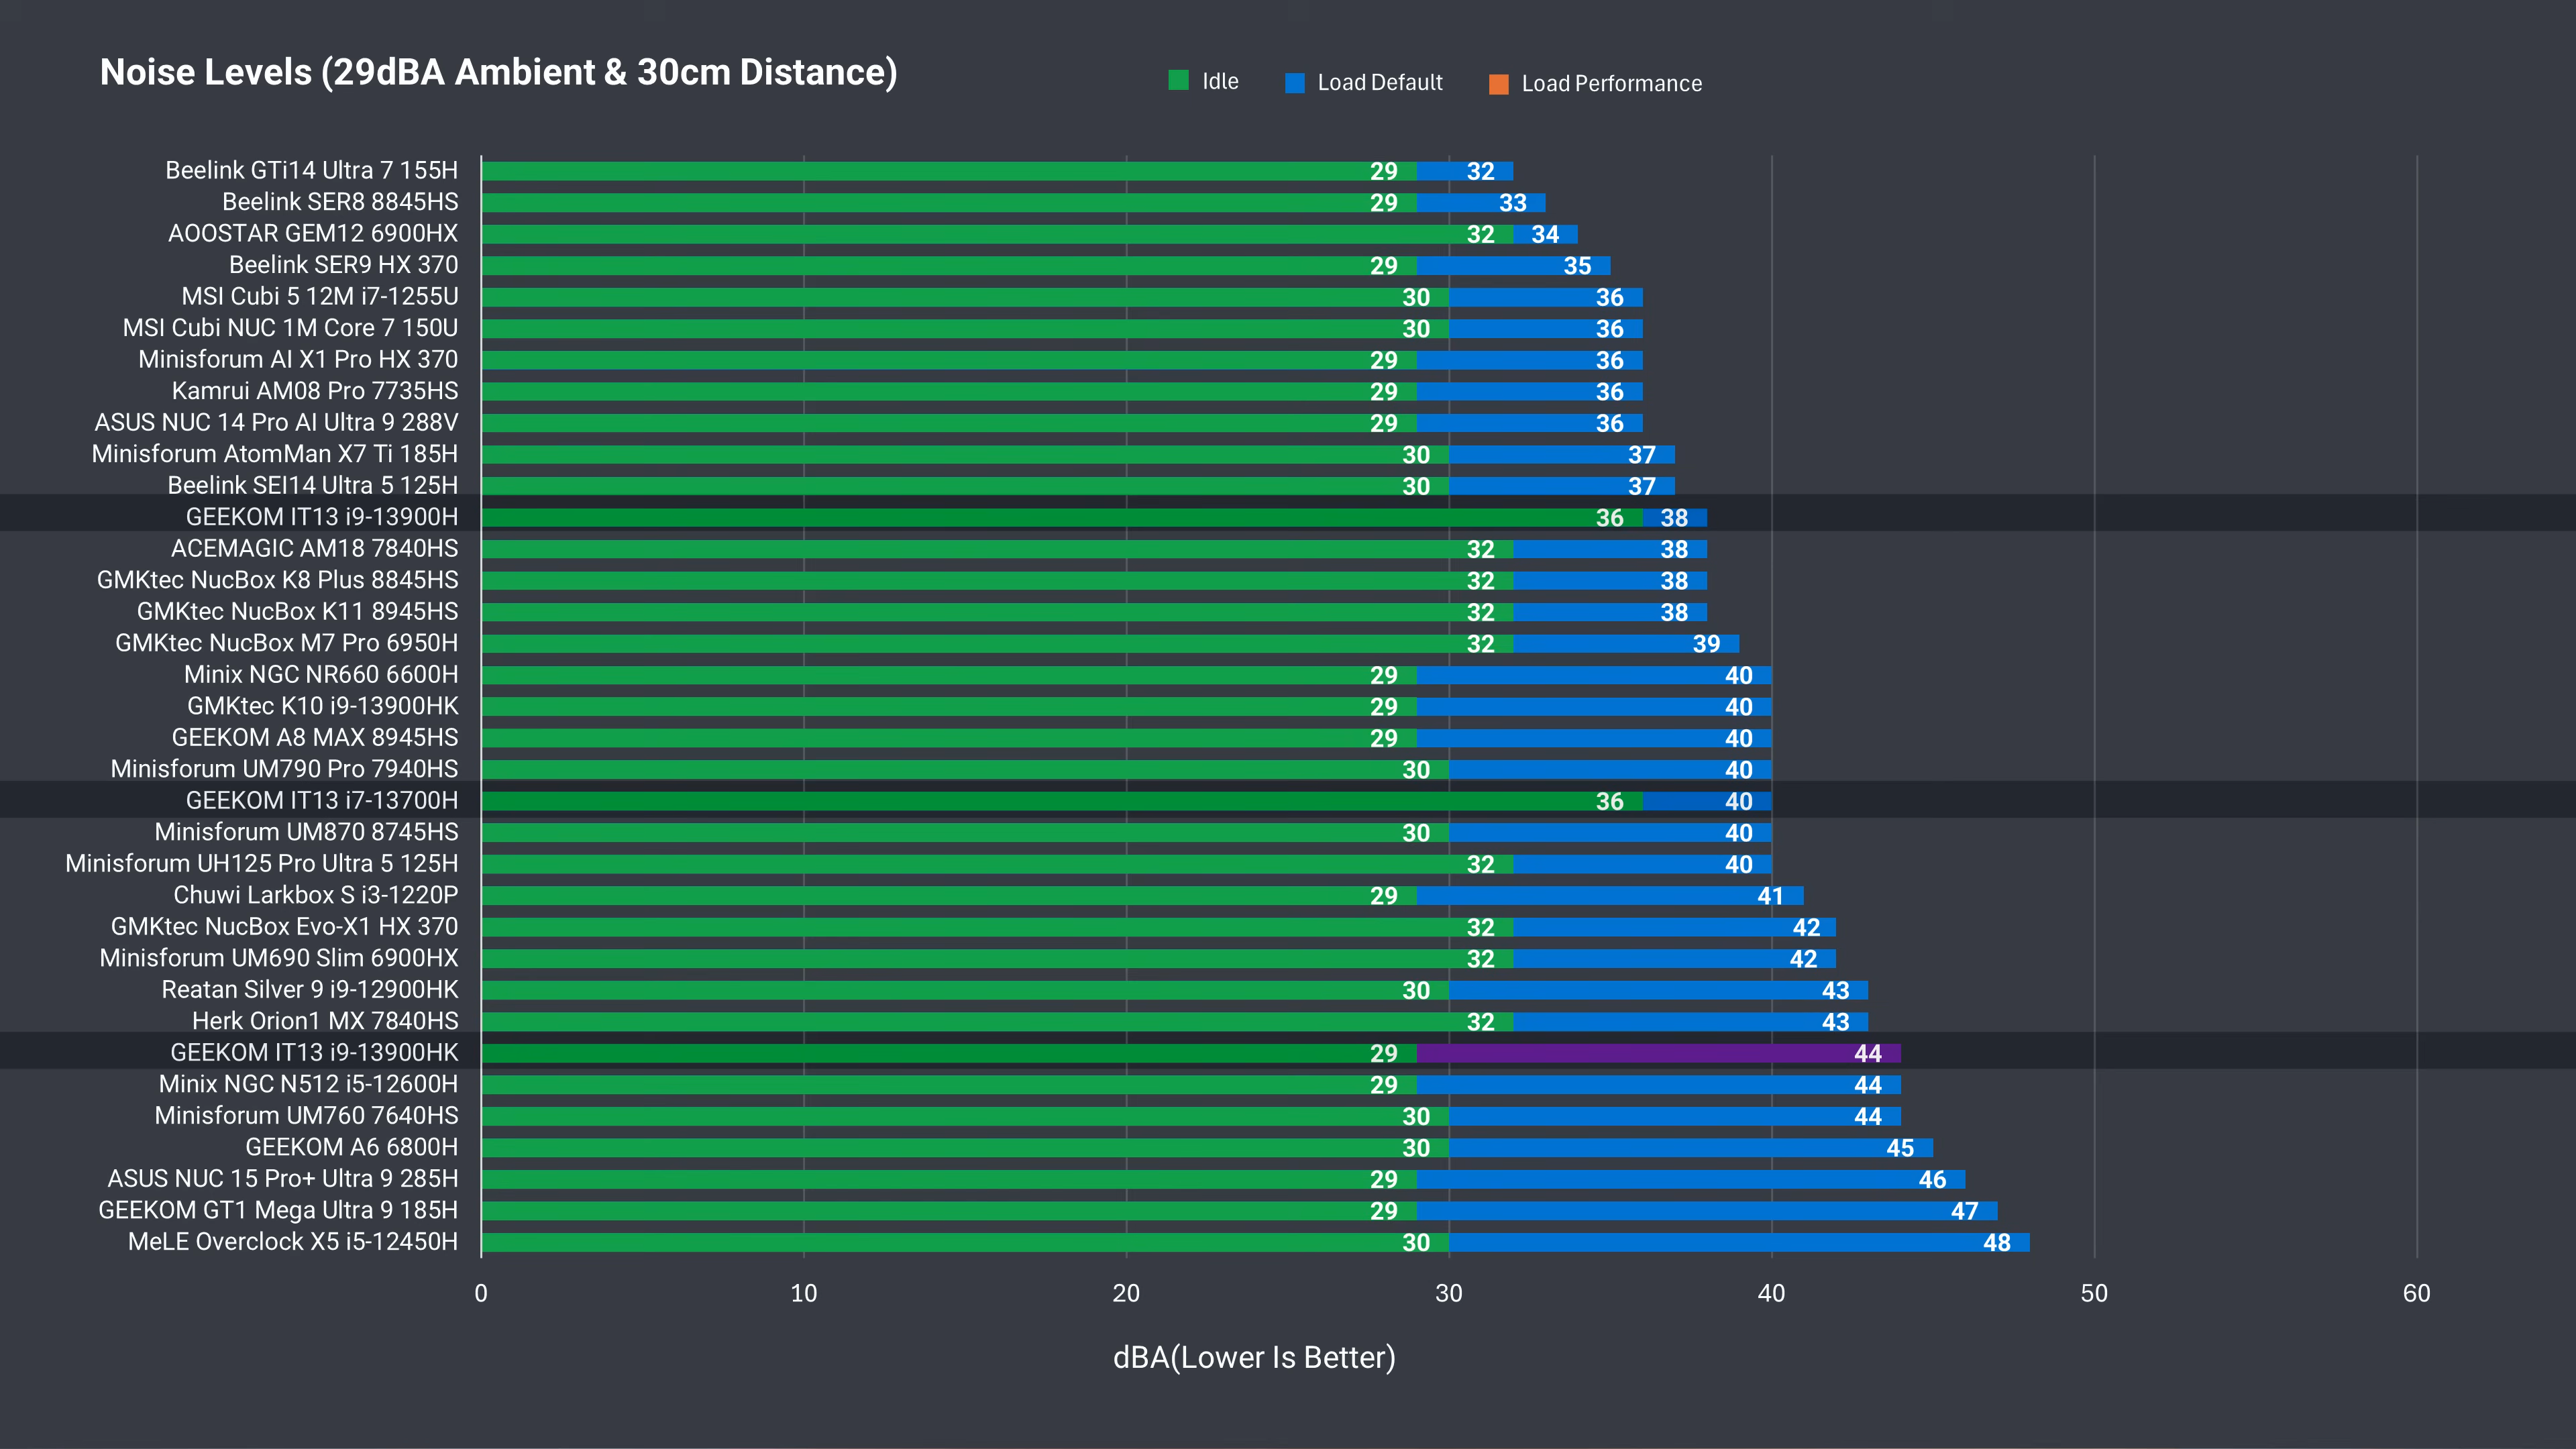 Noise Levels (29dBA Ambient & 30cm Distance)
Idle Load Default Load Performance
Beelink GTi14 Ultra 7 155H 29 32
Beelink SER8 8845HS 29 33
AOOSTAR GEM12 6900HX 32 34
Beelink SER9 HX 370 29 35
MSI Cubi 5 12M i7-1255U 30 36
MSI Cubi NUC 1M Core 7 150U 30 36
Minisforum AI X1 Pro HX 370 29 36
Kamrui AM08 Pro 7735HS 29 36
ASUS NUC 14 Pro AI Ultra 9 288V 29 36
Minisforum AtomMan X7 Ti 185H 30 37
Beelink SEI14 Ultra 5 125H 30 37
GEEKOM IT13 i9-13900H 36 38
ACEMAGIC AM18 7840HS 32 38
GMKtec NucBox K8 Plus 8845HS 32 38
GMKtec NucBox K11 8945HS 32 38
GMKtec NucBox M7 Pro 6950H 32 39
Minix NGC NR660 6600H 29 40
GMKtec K10 i9-13900HK 29 40
GEEKOM A8 MAX 8945HS 29 40
Minisforum UM790 Pro 7940HS 30 40
GEEKOM IT13 i7-13700H 36 40
Minisforum UM870 8745HS 30 40
Minisforum UH125 Pro Ultra 5 125H 32 40
Chuwi Larkbox S i3-1220P 29 41
GMKtec NucBox Evo-X1 HX 370 32 42
Minisforum UM690 Slim 6900HX 32 42
Reatan Silver 9 i9-12900HK 30 43
Herk Orion1 MX 7840HS 32 43
GEEKOM IT13 i9-13900HK 29 44
Minix NGC N512 i5-12600H 29 44
Minisforum UM760 7640HS 30 44
GEEKOM A6 6800H 30 45
ASUS NUC 15 Pro+ Ultra 9 285H 29 46
GEEKOM GT1 Mega Ultra 9 185H 29 47
MeLE Overclock X5 i5-12450H 30 48
0 10 20 30 40 50 60
dBA(Lower Is Better)